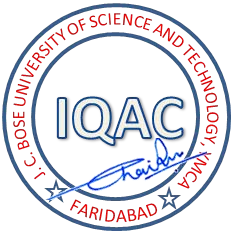 J. C. BOSE UNIVERSITY OF SCIENCE AND TECHNOLOGY YMCA
IQAC
FARIDABAD